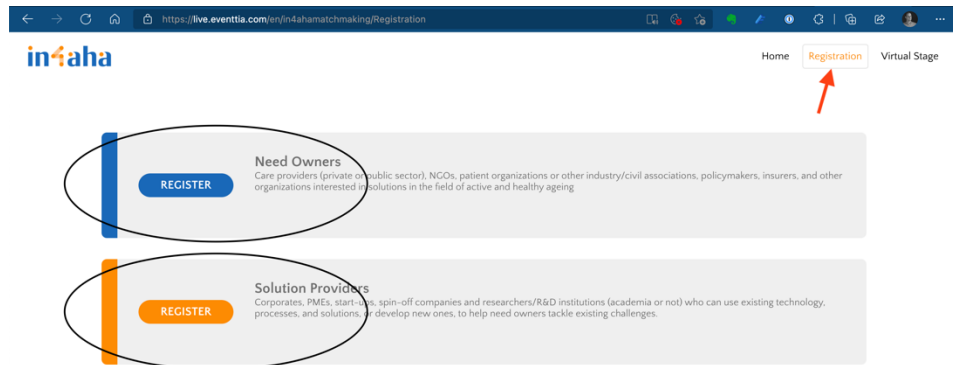 https://live.eventtia.com/en/in4ahamatchmaking/Registration
in4aha
Home Registration Virtual Stage
Need Owners
Care providers (private or public sector), NGOs, patient organizations or other industry/civil associations, policymakers, insurers, and other
REGISTER
organizations interested in solutions in the field of active and healthy ageing
Solution Providers
Corporates, PMEs, start-ups, spin-off companies and researchers/R&D institutions (academia or not) who can use existing technology,
REGISTER
processes, and solutions, or develop new ones, to help need owners tackle existing challenges.